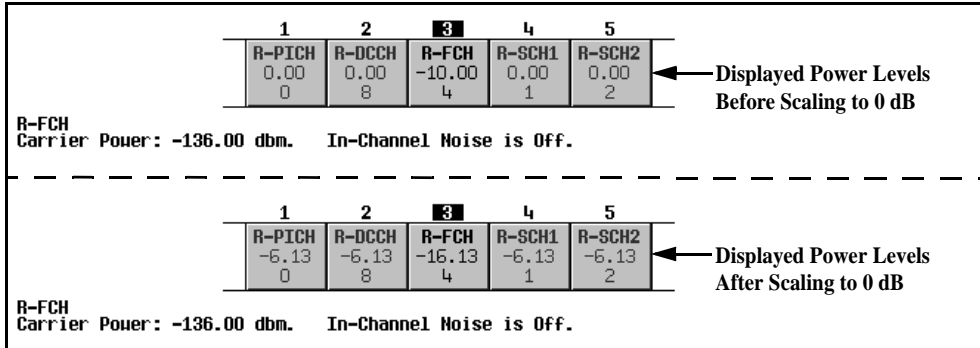 1 2 3 4 5
R-PICH R-DCCH R-FCH R-SCH1 R-SCH2
0.00 0.00 -10.00 0.00 0.00
0 8 4 1 2
Displayed Power Levels
Before Scaling to 0 dB
R-FCH
Carrier Power: -136.00 dbm. In-Channel Noise is Off.
1 2 3 4 5
R-PICH R-DCCH R-FCH R-SCH1 R-SCH2
-6.13 -6.13 -16.13 -6.13 -6.13
0 8 4 1 2
Displayed Power Levels
After Scaling to 0 dB
R-FCH
Carrier Power: -136.00 dbm. In-Channel Noise is Off.